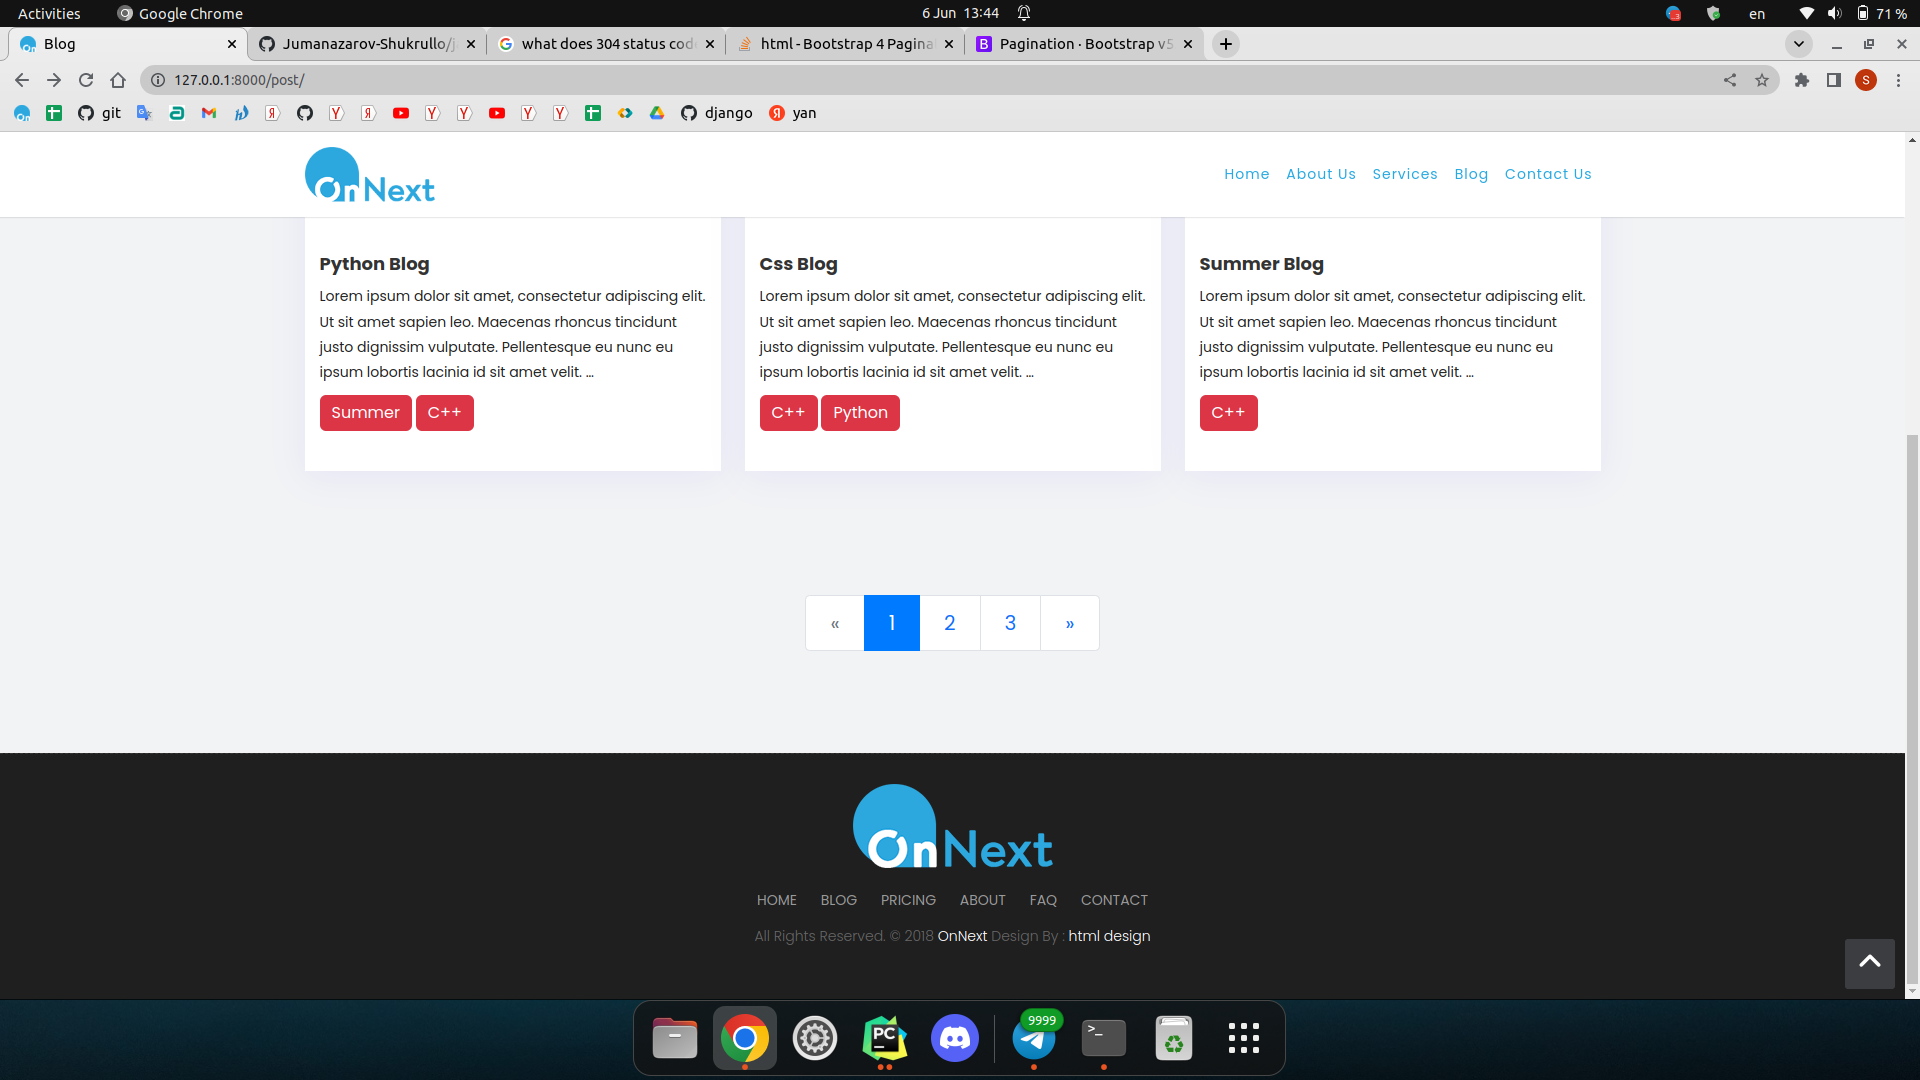 Activities Google Chrome 6 Jun 13:44 en 71 %
Blog Jumanazarov-Shukrullo/j what does 304 status cod html - Bootstrap 4 Pagina Pagination · Bootstrap v5
127.0.0.1:8000/post/ S
git django yan
OnNext Home About Us Services Blog Contact Us
Python Blog
Lorem ipsum dolor sit amet, consectetur adipiscing elit.
Ut sit amet sapien leo. Maecenas rhoncus tincidunt
justo dignissim vulputate. Pellentesque eu nunc eu
ipsum lobortis lacinia id sit amet velit. ...
Summer C++
Css Blog
Lorem ipsum dolor sit amet, consectetur adipiscing elit.
Ut sit amet sapien leo. Maecenas rhoncus tincidunt
justo dignissim vulputate. Pellentesque eu nunc eu
ipsum lobortis lacinia id sit amet velit. ...
C++ Python
Summer Blog
Lorem ipsum dolor sit amet, consectetur adipiscing elit.
Ut sit amet sapien leo. Maecenas rhoncus tincidunt
justo dignissim vulputate. Pellentesque eu nunc eu
ipsum lobortis lacinia id sit amet velit. ...
C++
« 1 2 3 »
OnNext
HOME BLOG PRICING ABOUT FAQ CONTACT
All Rights Reserved. © 2018 OnNext Design By : html design
PC 9999 >_